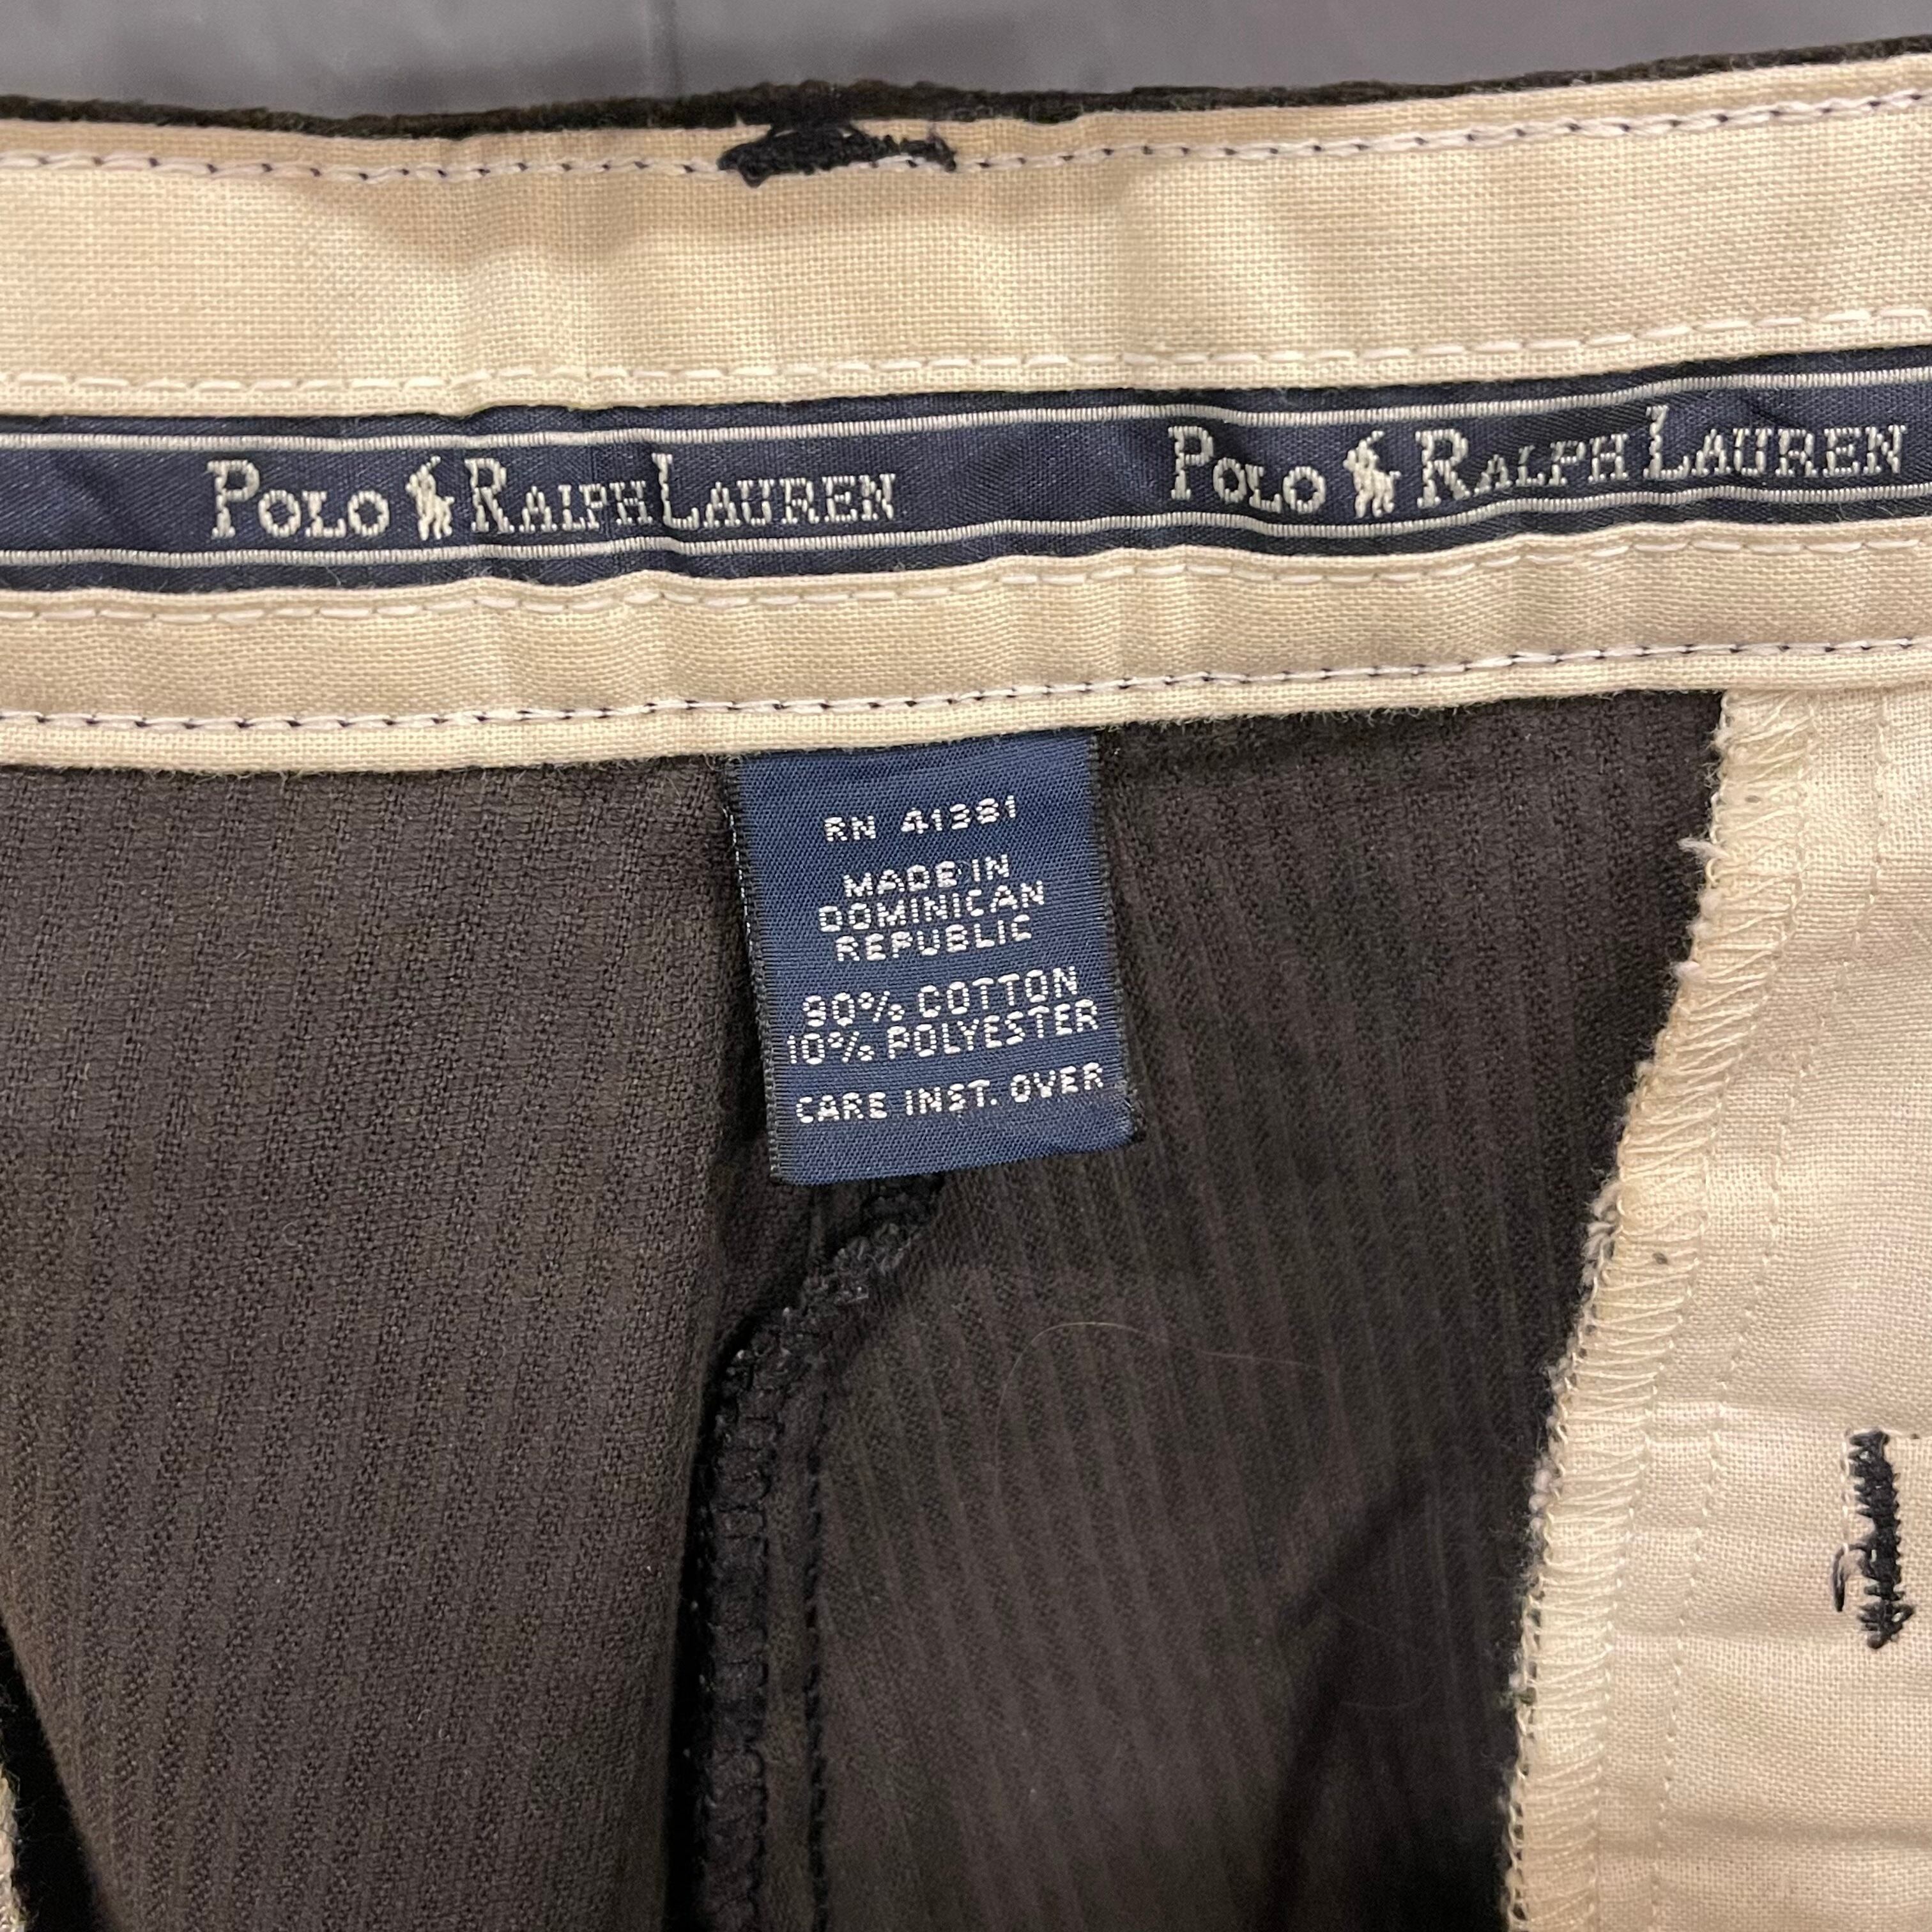 POLO RALPH LAUREN POLO RALPH LAUREN
RN 41381
MADE IN
DOMINICAN
REPUBLIC
90% COTTON
10% POLYESTER
CARE INST. OVER